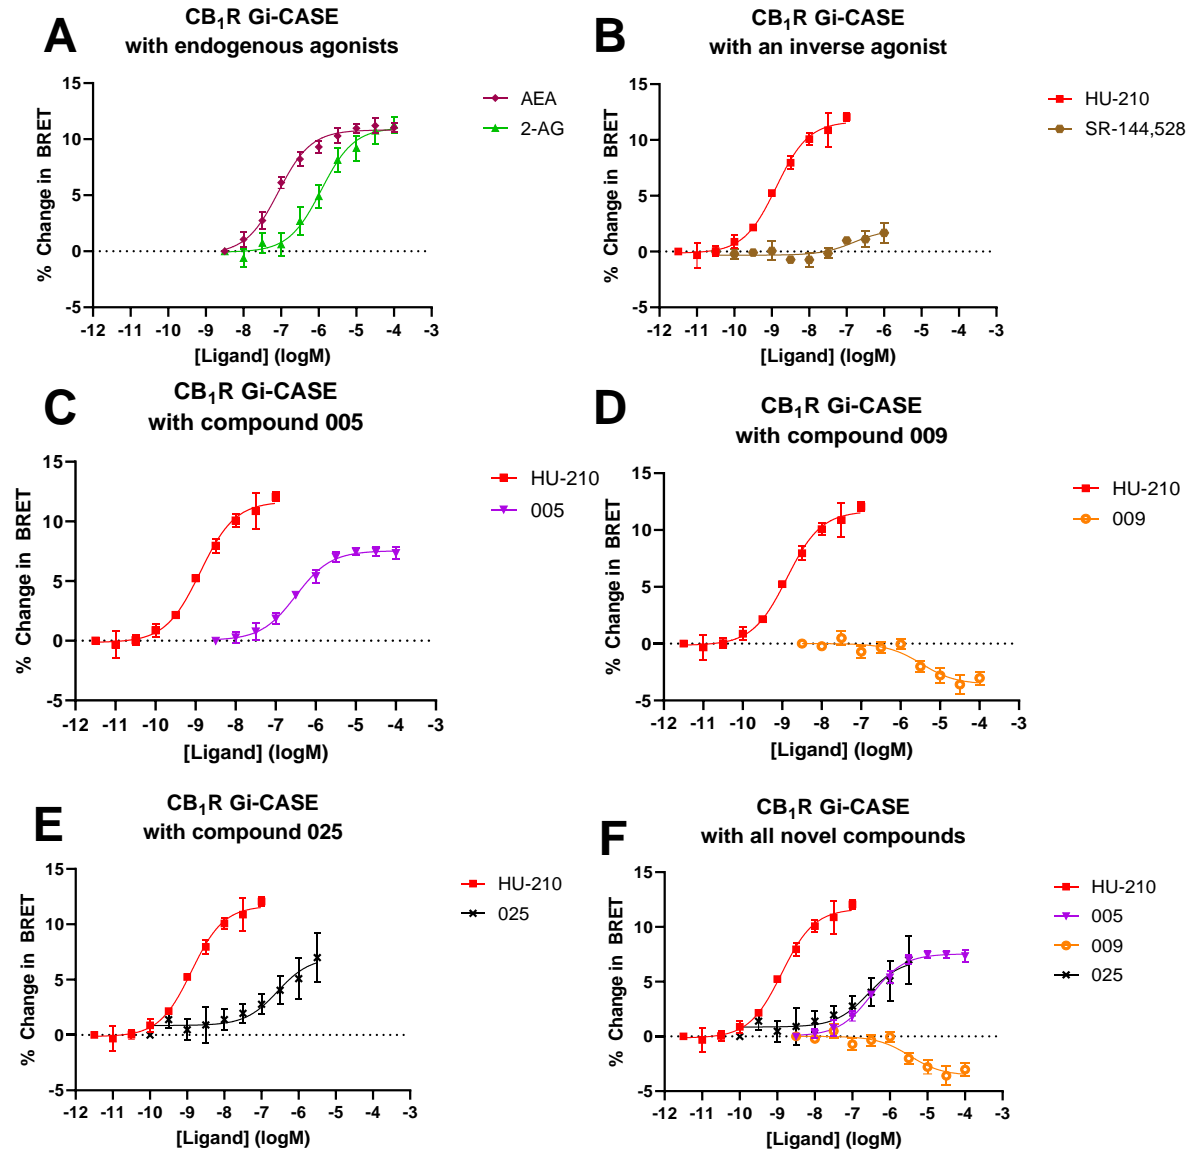 A
CB₁R Gi-CASE
with endogenous agonists
% Change in BRET
15
10
5
0
-5
-12 -11 -10 -9 -8 -7 -6 -5 -4 -3
[Ligand] (logM)
AEA
2-AG
B
CB₁R Gi-CASE
with an inverse agonist
% Change in BRET
15
10
5
0
-5
-12 -11 -10 -9 -8 -7 -6 -5 -4 -3
[Ligand] (logM)
HU-210
SR-144,528
C
CB₁R Gi-CASE
with compound 005
% Change in BRET
15
10
5
0
-5
-12 -11 -10 -9 -8 -7 -6 -5 -4 -3
[Ligand] (logM)
HU-210
005
D
CB₁R Gi-CASE
with compound 009
% Change in BRET
15
10
5
0
-5
-12 -11 -10 -9 -8 -7 -6 -5 -4 -3
[Ligand] (logM)
HU-210
009
E
CB₁R Gi-CASE
with compound 025
% Change in BRET
15
10
5
0
-5
-12 -11 -10 -9 -8 -7 -6 -5 -4 -3
[Ligand] (logM)
HU-210
025
F
CB₁R Gi-CASE
with all novel compounds
% Change in BRET
15
10
5
0
-5
-12 -11 -10 -9 -8 -7 -6 -5 -4 -3
[Ligand] (logM)
HU-210
005
009
025